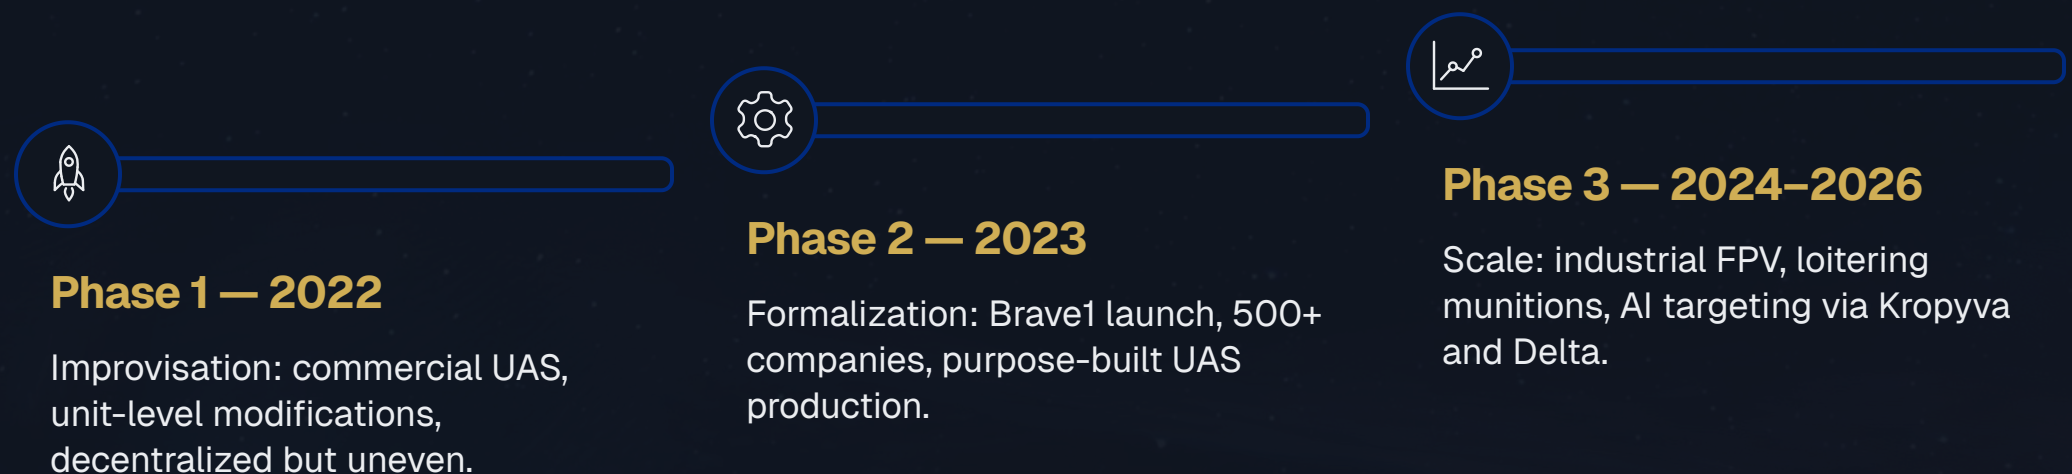 Phase 1 — 2022
Improvisation: commercial UAS,
unit-level modifications,
decentralized but uneven.
Phase 2 — 2023
Formalization: Brave1 launch, 500+
companies, purpose-built UAS
production.
Phase 3 — 2024–2026
Scale: industrial FPV, loitering
munitions, AI targeting via Kropyva
and Delta.